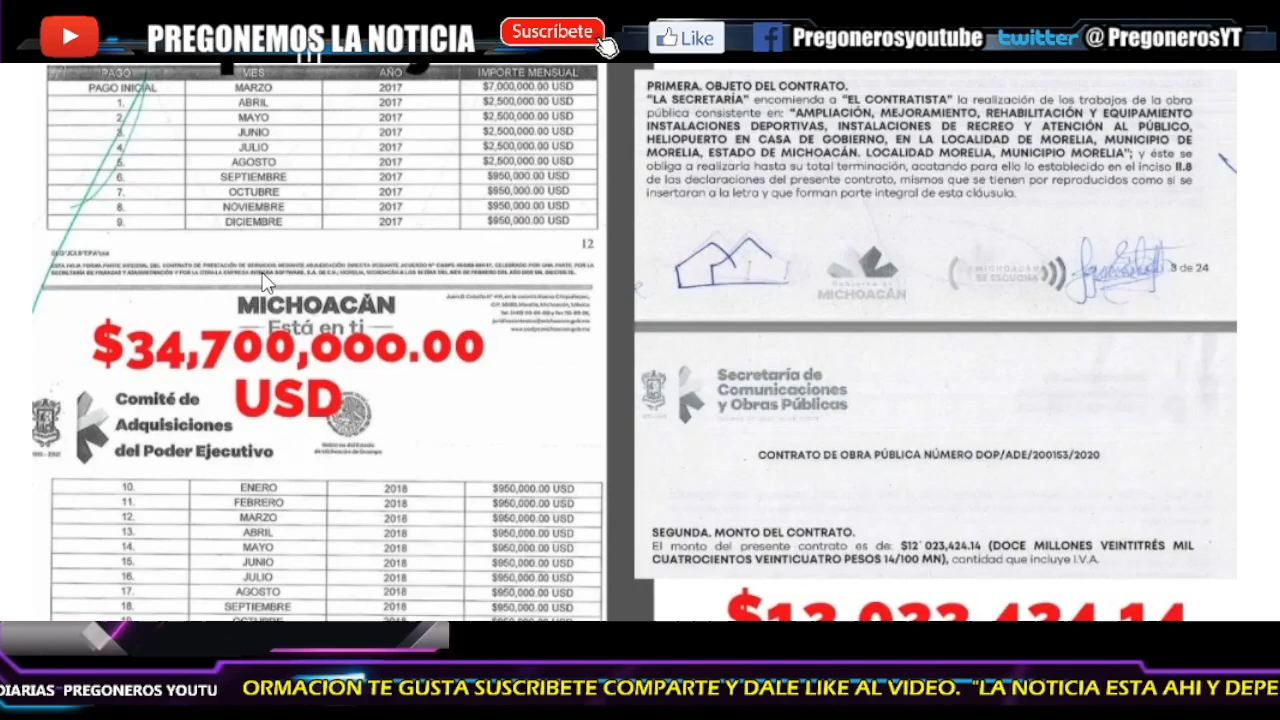 PREGONEMOS LA NOTICIA
Suscríbete
Like
Pregonerosyoutube
twitter
@PregonerosYT
PAGO MES AÑO IMPORTE MENSUAL
PAGO INICIAL MARZO 2017 $7,000,000.00 USD
1. ABRIL 2017 $2,500,000.00 USD
2. MAYO 2017 $2,500,000.00 USD
3. JUNIO 2017 $2,500,000.00 USD
4. JULIO 2017 $2,500,000.00 USD
5. AGOSTO 2017 $2,500,000.00 USD
6. SEPTIEMBRE 2017 $950,000.00 USD
7. OCTUBRE 2017 $950,000.00 USD
8. NOVIEMBRE 2017 $950,000.00 USD
9. DICIEMBRE 2017 $950,000.00 USD
12
MICHOACÁN
Está en ti
$34,700,000.00
USD
Comité de
Adquisiciones
del Poder Ejecutivo
10. ENERO 2018 $950,000.00 USD
11. FEBRERO 2018 $950,000.00 USD
12. MARZO 2018 $950,000.00 USD
13. ABRIL 2018 $950,000.00 USD
14. MAYO 2018 $950,000.00 USD
15. JUNIO 2018 $950,000.00 USD
16. JULIO 2018 $950,000.00 USD
17. AGOSTO 2018 $950,000.00 USD
18. SEPTIEMBRE 2018 $950,000.00 USD
PRIMERA. OBJETO DEL CONTRATO.
"LA SECRETARÍA" encomienda a "EL CONTRATISTA" la realización de los trabajos de la obra
pública consistente en: "AMPLIACIÓN, MEJORAMIENTO, REHABILITACIÓN Y EQUIPAMIENTO
INSTALACIONES DEPORTIVAS, INSTALACIONES DE RECREO Y ATENCIÓN AL PÚBLICO,
HELIOPUERTO EN CASA DE GOBIERNO, EN LA LOCALIDAD DE MORELIA, MUNICIPIO DE
MORELIA, ESTADO DE MICHOACÁN. LOCALIDAD MORELIA, MUNICIPIO MORELIA"; y éste se
obliga a realizarla hasta su total terminación, acatando para ello lo establecido en el inciso II.8
de las declaraciones del presente contrato, mismos que se tienen por reproducidos como si se
insertaran a la letra y que forman parte integral de esta cláusula.
MICHOACÁN
MICHOACÁN
SE ESCUCHA
3 de 24
Secretaría de
Comunicaciones
y Obras Públicas
CONTRATO DE OBRA PÚBLICA NÚMERO DOP/ADE/200153/2020
SEGUNDA. MONTO DEL CONTRATO.
El monto del presente contrato es de: $12´023,424.14 (DOCE MILLONES VEINTITRÉS MIL
CUATROCIENTOS VEINTICUATRO PESOS 14/100 MN), cantidad que incluye I.V.A.
DIARIAS PREGONEROS YOUTU
ORMACION TE GUSTA SUSCRIBETE COMPARTE Y DALE LIKE AL VIDEO. "LA NOTICIA ESTA AHI Y DEPE